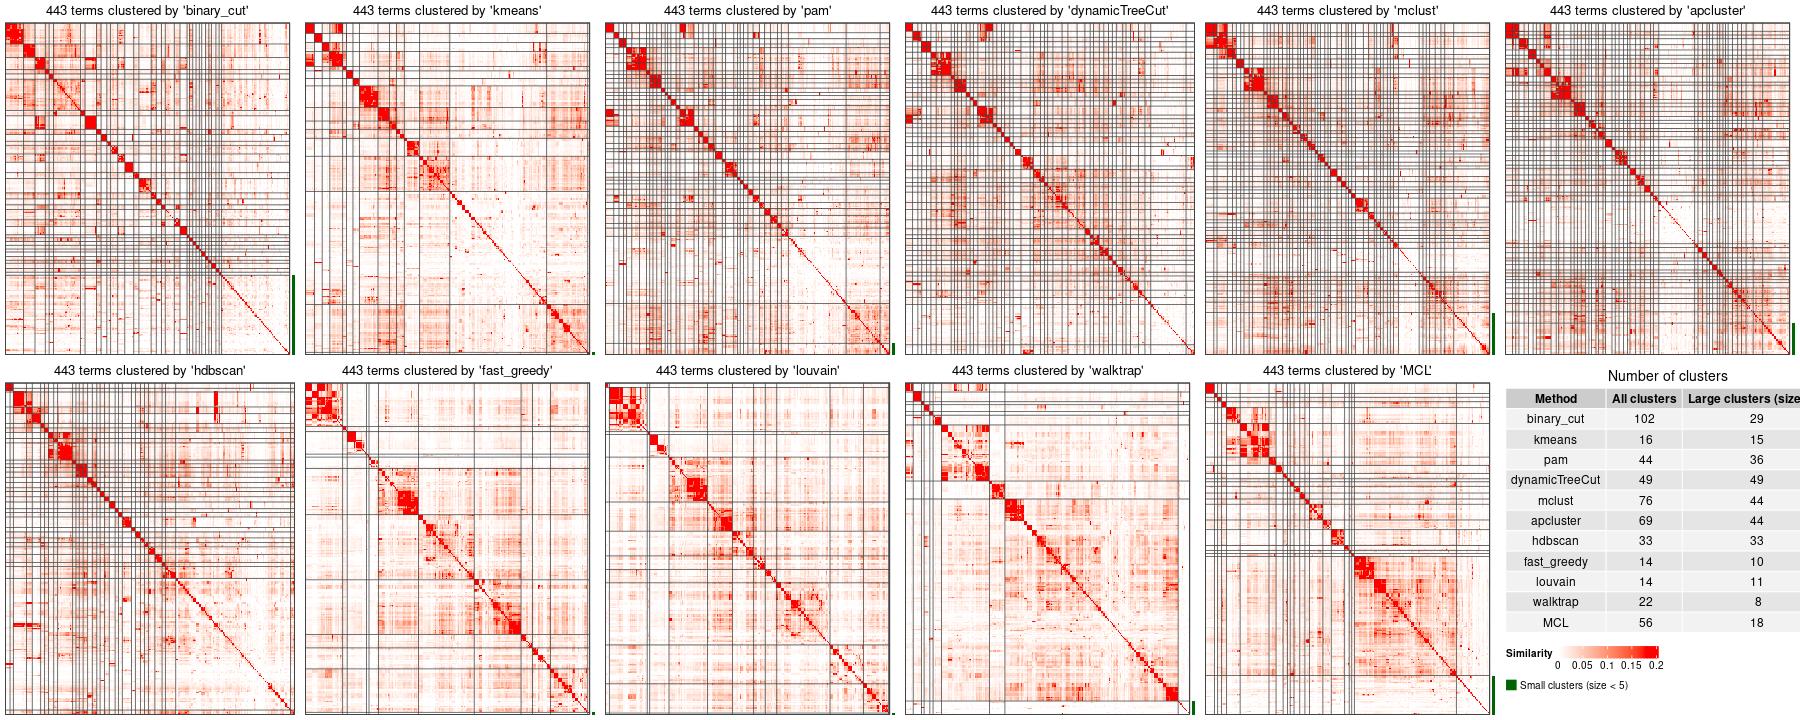 443 terms clustered by 'binary_cut'
443 terms clustered by 'kmeans'
443 terms clustered by 'pam'
443 terms clustered by 'dynamicTreeCut'
443 terms clustered by 'mclust'
443 terms clustered by 'apcluster'
443 terms clustered by 'hdbscan'
443 terms clustered by 'fast_greedy'
443 terms clustered by 'louvain'
443 terms clustered by 'walktrap'
443 terms clustered by 'MCL'
Number of clusters
Method All clusters Large clusters (size
binary_cut 102 29
kmeans 16 15
pam 44 36
dynamicTreeCut 49 49
mclust 76 44
apcluster 69 44
hdbscan 33 33
fast_greedy 14 10
louvain 14 11
walktrap 22 8
MCL 56 18
Similarity
0 0.05 0.1 0.15 0.2
Small clusters (size < 5)